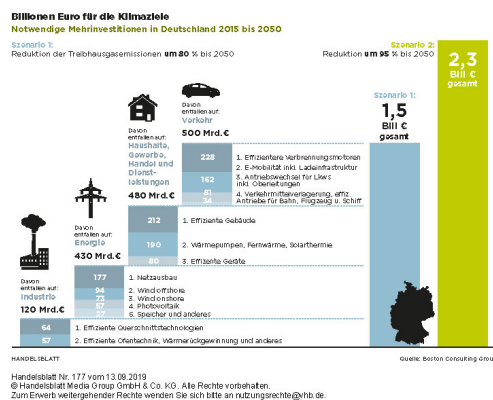 Billionen Euro für die Klimaziele
Notwendige Mehrinvestitionen in Deutschland 2015 bis 2050
Szenario 1:
Reduktion der Treibhausgasemissionen um 80 % bis 2050
Szenario 2:
Reduktion um 95 % bis 2050
2,3
Bill €
gesamt
Szenario 1:
1,5
Bill €
gesamt
Davon
entfallen auf:
Verkehr
500 Mrd.€
228
1. Effizientere Verbrennungsmotoren
2. E-Mobilität inkl. Ladeinfrastruktur
162
3. Antriebswechsel für Lkws
inkl. Oberleitungen
81
4. Verkehrsmittelverlagerung, effiz.
34
Antriebe für Bahn, Flugzeug u. Schiff
Davon
entfallen auf:
Haushalte,
Gewerbe,
Handel und
Dienst-
leistungen
480 Mrd.€
212
1. Effiziente Gebäude
190
2. Wärmepumpen, Fernwärme, Solarthermie
80
3. Effiziente Geräte
Davon
entfallen auf:
Energie
430 Mrd.€
177
1. Netzausbau
94
2. Wind offshore
73
3. Wind onshore
57
4. Photovoltaik
27
5. Speicher und anderes
Davon
entfallen auf:
Industrie
120 Mrd.€
64
1. Effiziente Querschnittstechnologien
57
2. Effiziente Ofentechnik, Wärmerückgewinnung und anderes
HANDELSBLATT
Quelle: Boston Consulting Grou
Handelsblatt Nr. 177 vom 13.09.2019
© Handelsblatt Media Group GmbH & Co. KG. Alle Rechte vorbehalten.
Zum Erwerb weitergehender Rechte wenden Sie sich bitte an nutzungsrechte@vhb.de.